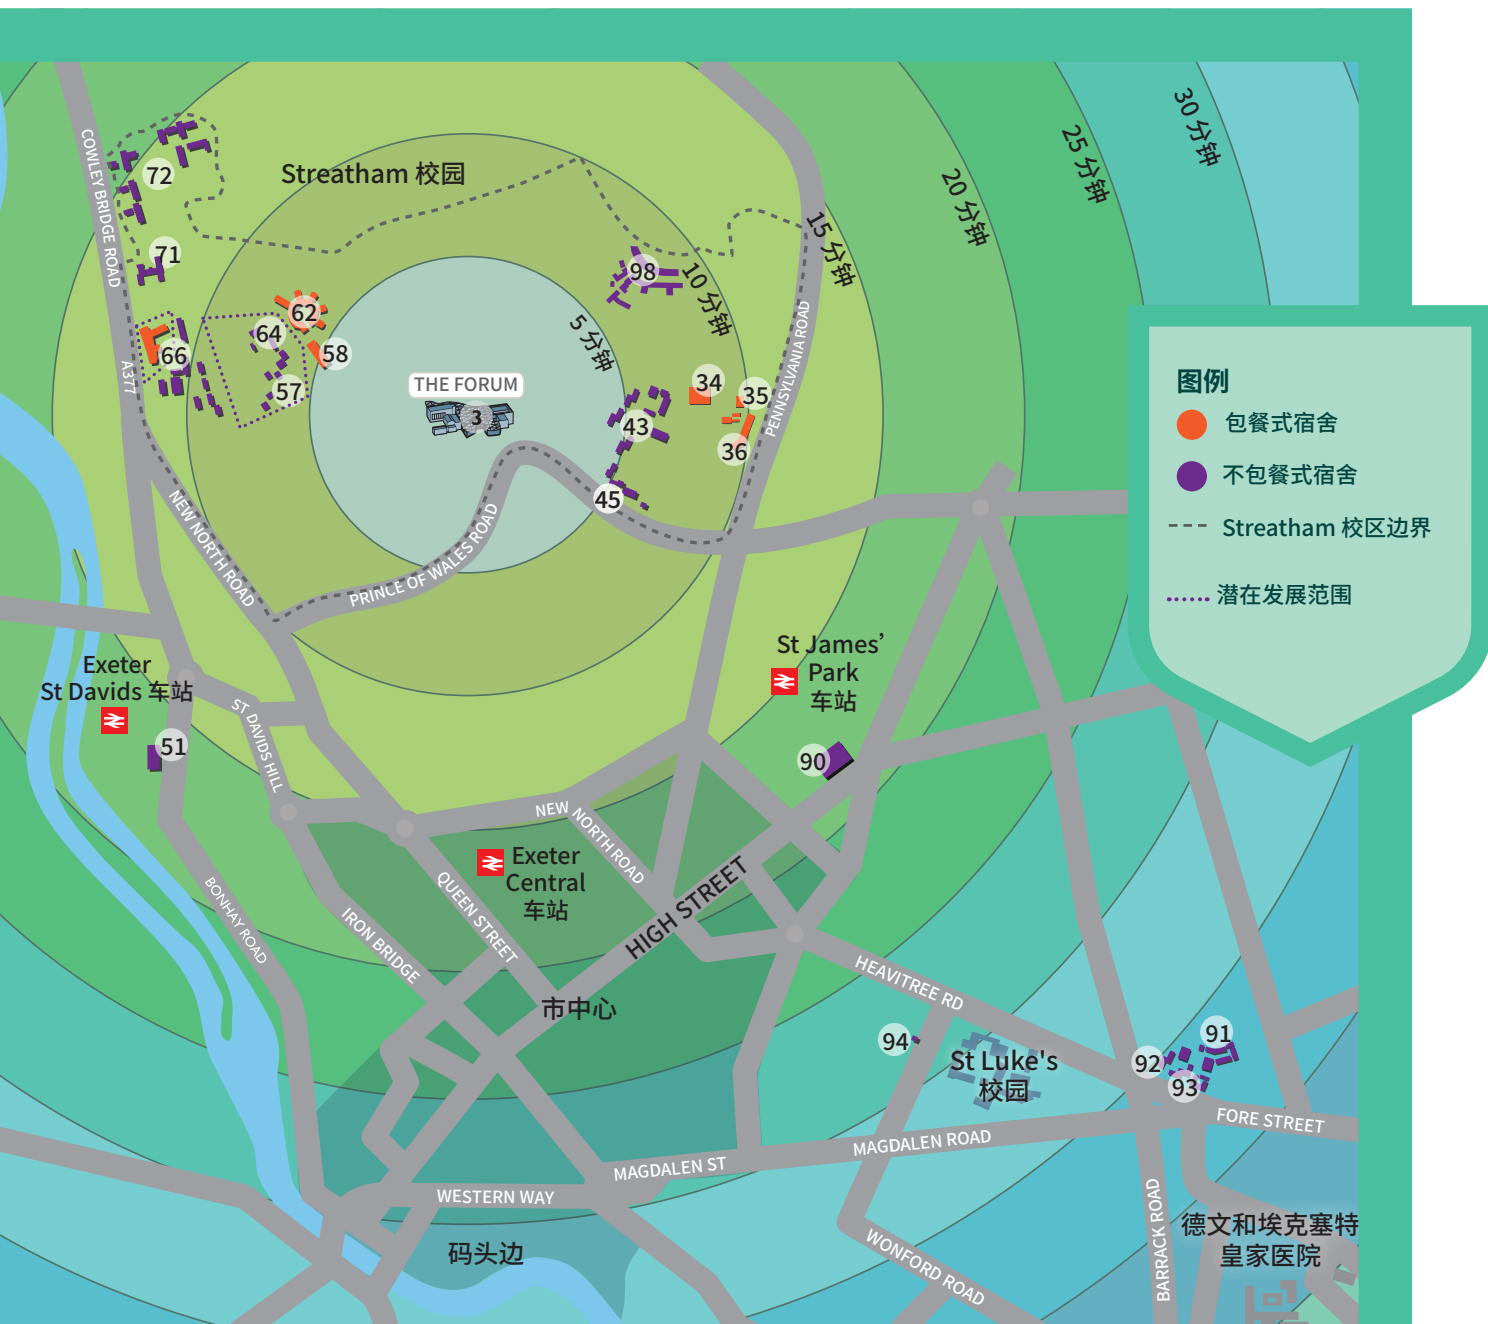 30 分钟
25 分钟
20 分钟
15 分钟
10 分钟
5 分钟
COWLEY BRIDGE ROAD
72
Streatham 校园
71
98
62
64
58
66
57
A377
THE FORUM
3
34
35
43
36
45
PENNSYLVANIA ROAD
NEW NORTH ROAD
PRINCE OF WALES ROAD
图例
包餐式宿舍
不包餐式宿舍
Streatham 校区边界
潜在发展范围
Exeter
St Davids 车站
St James’
Park
车站
51
ST DAVIDS HILL
90
NEW
NORTH ROAD
Exeter
Central
车站
QUEEN STREET
HIGH STREET
BONHAY ROAD
IRON BRIDGE
市中心
HEAVITREE RD
94
St Luke's
校园
91
92
93
FORE STREET
MAGDALEN ROAD
MAGDALEN ST
WESTERN WAY
码头边
WONFORD ROAD
BARRACK ROAD
德文和埃克塞特
皇家医院